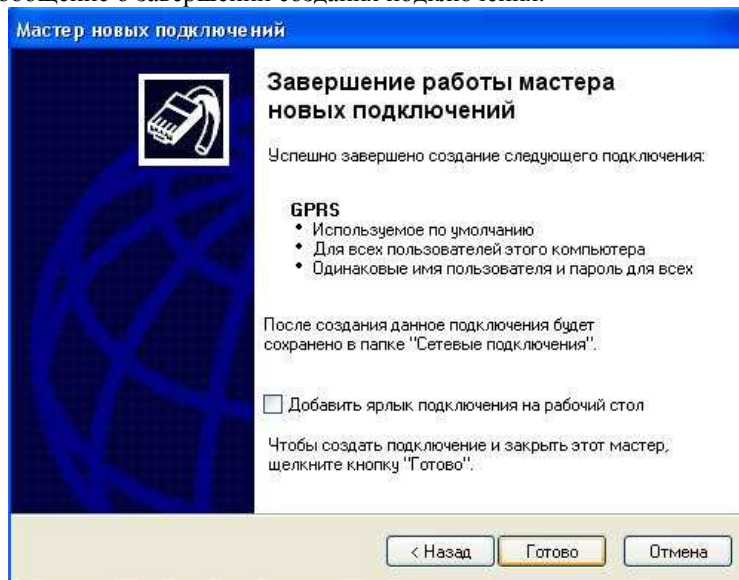 ообщение о завершении создания подключения.
Мастер новых подключений
Завершение работы мастера
новых подключений
Успешно завершено создание следующего подключения:
GPRS
• Используемое по умолчанию
• Для всех пользователей этого компьютера
• Одинаковые имя пользователя и пароль для всех
После создания данное подключения будет
сохранено в папке "Сетевые подключения".
Добавить ярлык подключения на рабочий стол
Чтобы создать подключение и закрыть этот мастер,
щелкните кнопку "Готово".
< Назад Готово Отмена